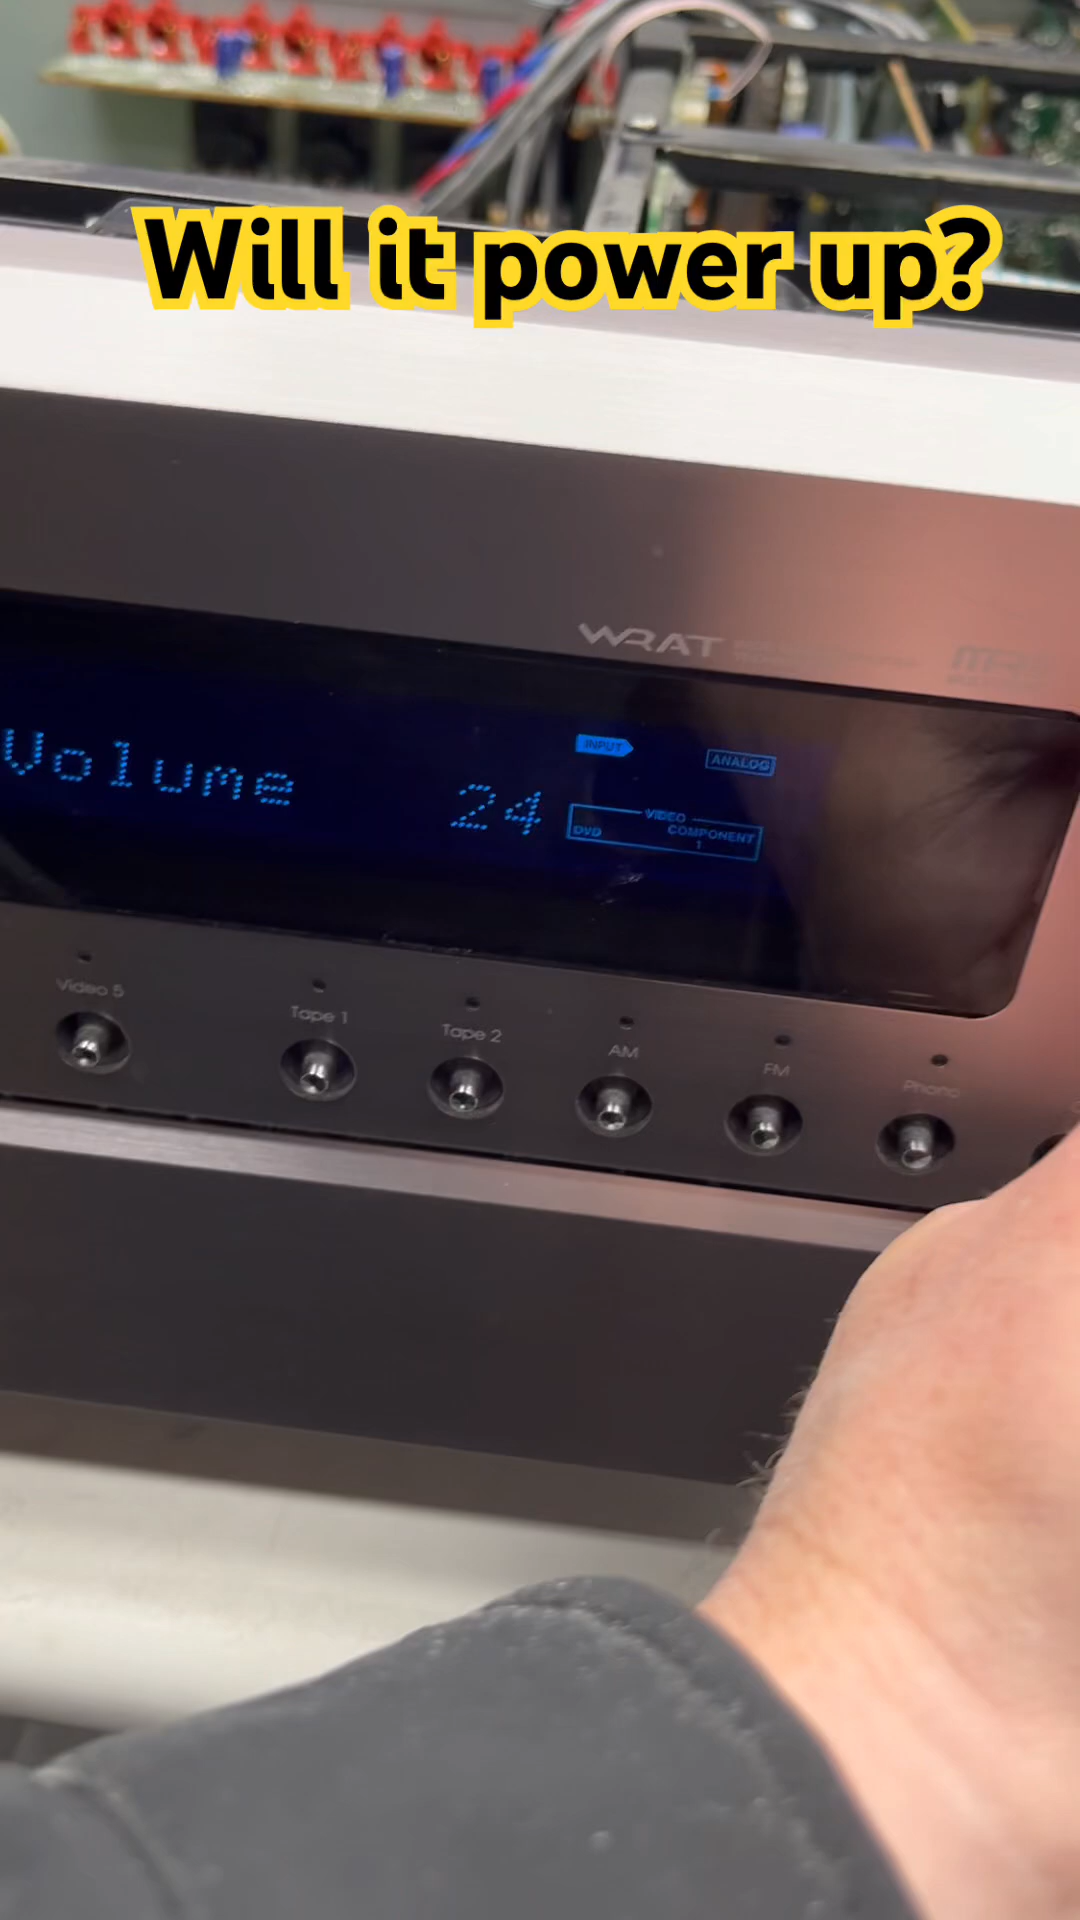 Will it power up?
WRAT
Volume 24
INPUT
ANALOG
VIDEO
DVD COMPONENT
1
Video 5
Tape 1
Tape 2
AM
FM
Phono